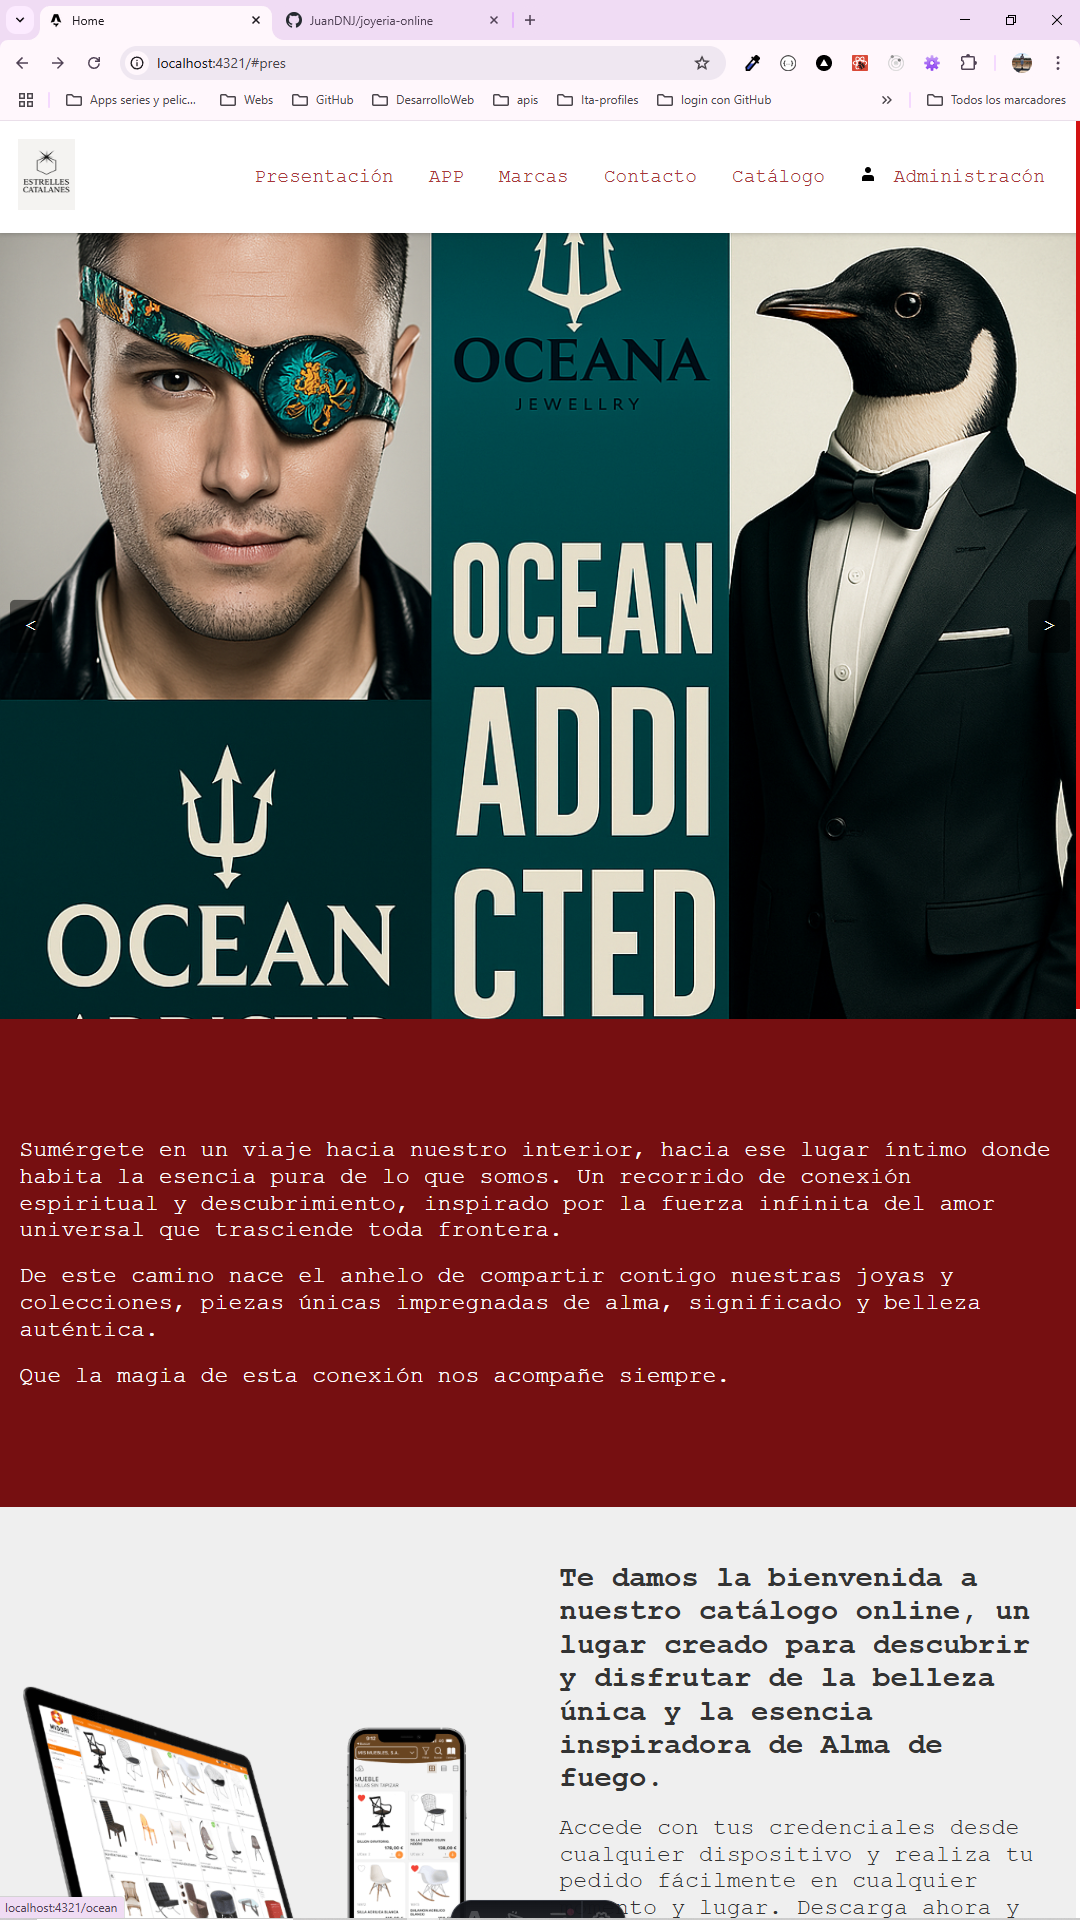 Home
JuanDNJ/joyeria-online
localhost:4321/#pres
Apps series y pelic...
Webs
GitHub
DesarrolloWeb
apis
Ita-profiles
login con GitHub
Todos los marcadores
ESTRELLES
CATALANES
Presentación
APP
Marcas
Contacto
Catálogo
Administracón
OCEANA
JEWELLRY
OCEAN
ADDI
CTED
<
>
OCEAN
ADDICTED
Sumérgete en un viaje hacia nuestro interior, hacia ese lugar íntimo donde
habita la esencia pura de lo que somos. Un recorrido de conexión
espiritual y descubrimiento, inspirado por la fuerza infinita del amor
universal que trasciende toda frontera.
De este camino nace el anhelo de compartir contigo nuestras joyas y
colecciones, piezas únicas impregnadas de alma, significado y belleza
auténtica.
Que la magia de esta conexión nos acompañe siempre.
Te damos la bienvenida a
nuestro catálogo online, un
lugar creado para descubrir
y disfrutar de la belleza
única y la esencia
inspiradora de Alma de
fuego.
Accede con tus credenciales desde
cualquier dispositivo y realiza tu
pedido fácilmente en cualquier
nto y lugar. Descarga ahora y
MUEBLE
SILLAS SIN TAPIZAR
localhost:4321/ocean